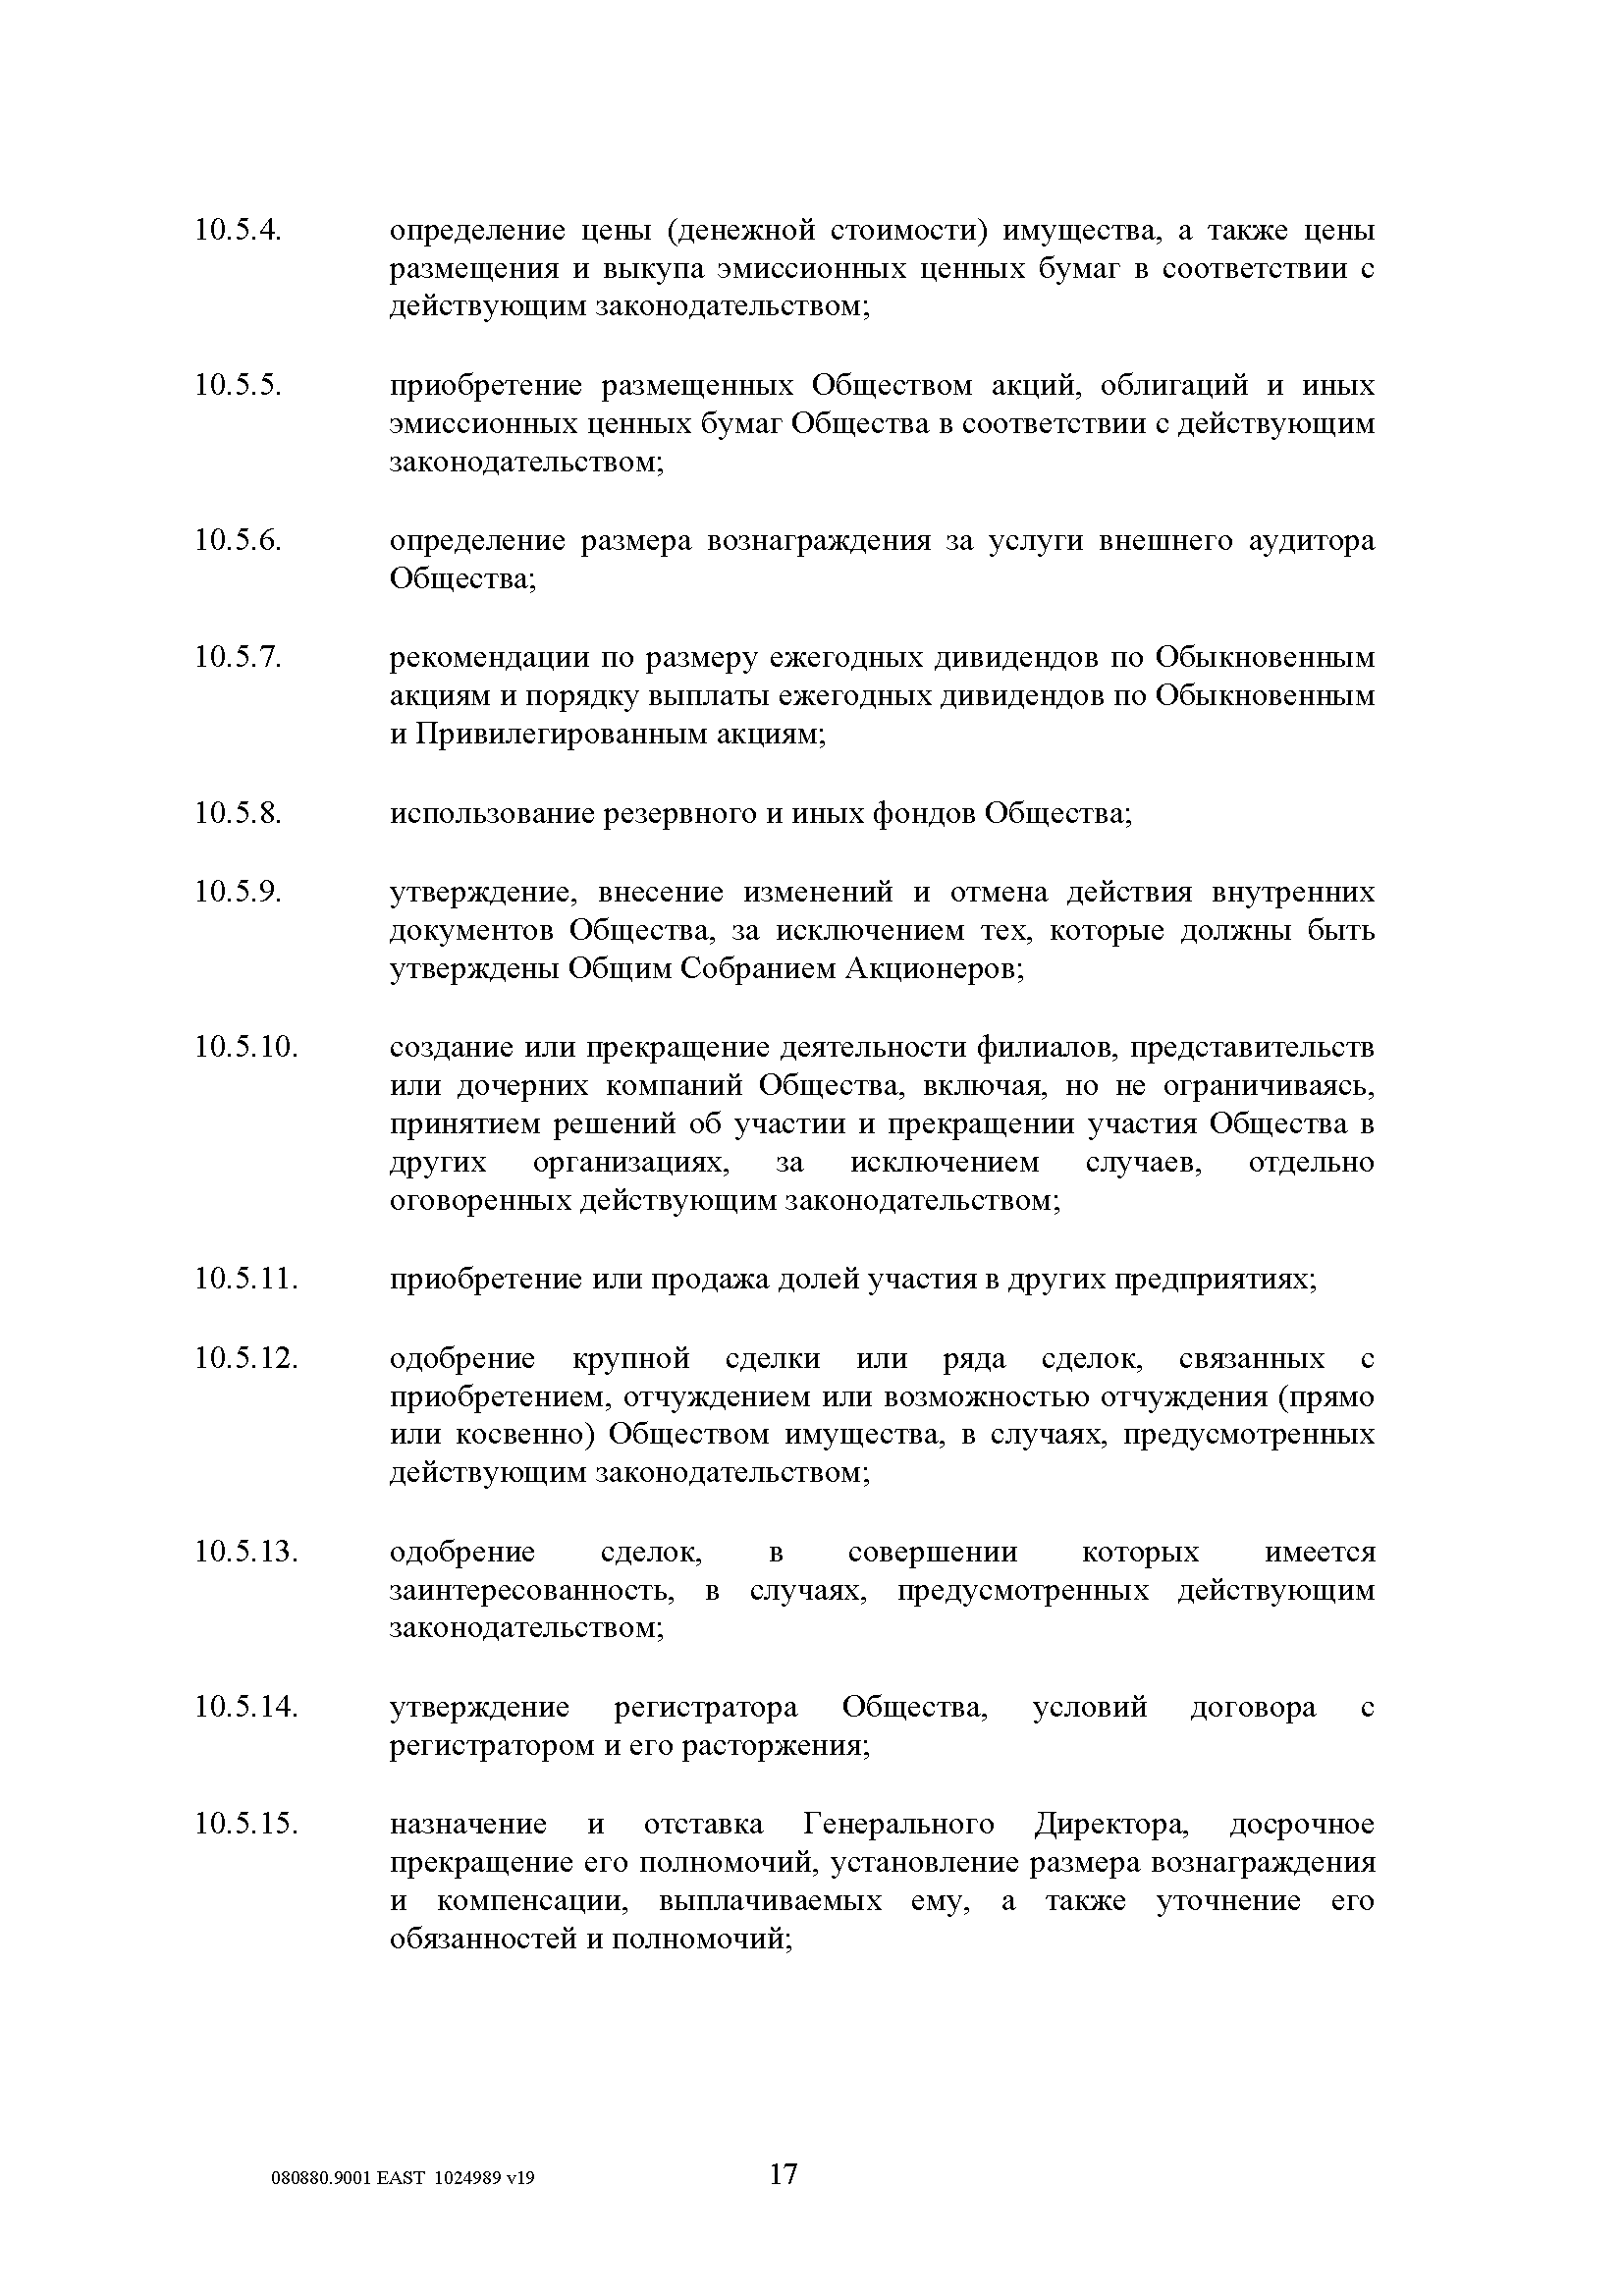 10.5.4. определение цены (денежной стоимости) имущества, а также цены
размещения и выкупа эмиссионных ценных бумаг в соответствии с
действующим законодательством;
10.5.5. приобретение размещенных Обществом акций, облигаций и иных
эмиссионных ценных бумаг Общества в соответствии с действующим
законодательством;
10.5.6. определение размера вознаграждения за услуги внешнего аудитора
Общества;
10.5.7. рекомендации по размеру ежегодных дивидендов по Обыкновенным
акциям и порядку выплаты ежегодных дивидендов по Обыкновенным
и Привилегированным акциям;
10.5.8. использование резервного и иных фондов Общества;
10.5.9. утверждение, внесение изменений и отмена действия внутренних
документов Общества, за исключением тех, которые должны быть
утверждены Общим Собранием Акционеров;
10.5.10. создание или прекращение деятельности филиалов, представительств
или дочерних компаний Общества, включая, но не ограничиваясь,
принятием решений об участии и прекращении участия Общества в
других организациях, за исключением случаев, отдельно
оговоренных действующим законодательством;
10.5.11. приобретение или продажа долей участия в других предприятиях;
10.5.12. одобрение крупной сделки или ряда сделок, связанных с
приобретением, отчуждением или возможностью отчуждения (прямо
или косвенно) Обществом имущества, в случаях, предусмотренных
действующим законодательством;
10.5.13. одобрение сделок, в совершении которых имеется
заинтересованность, в случаях, предусмотренных действующим
законодательством;
10.5.14. утверждение регистратора Общества, условий договора с
регистратором и его расторжения;
10.5.15. назначение и отставка Генерального Директора, досрочное
прекращение его полномочий, установление размера вознаграждения
и компенсации, выплачиваемых ему, а также уточнение его
обязанностей и полномочий;
080880.9001 EAST 1024989 v19 17